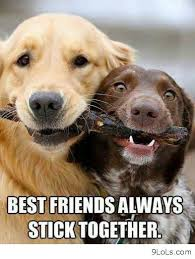 BEST FRIENDS ALWAYS
STICK TOGETHER.
9LoLs.com